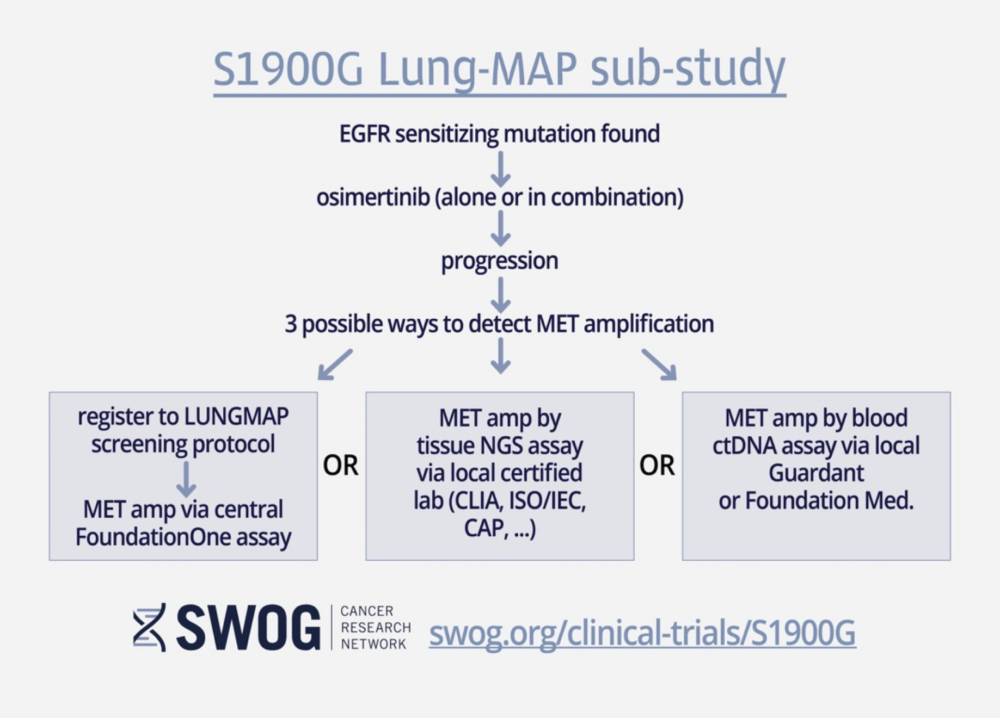 S1900G Lung-MAP sub-study
EGFR sensitizing mutation found
osimertinib (alone or in combination)
progression
3 possible ways to detect MET amplification
register to LUNGMAP
screening protocol
MET amp via central
FoundationOne assay
OR
MET amp by
tissue NGS assay
via local certified
lab (CLIA, ISO/IEC,
CAP, ...)
OR
MET amp by blood
ctDNA assay via local
Guardant
or Foundation Med.
SWOG
CANCER
RESEARCH
NETWORK
swog.org/clinical-trials/S1900G